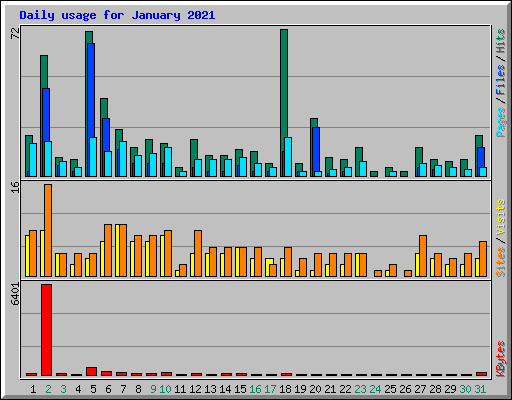 Daily usage for January 2021
72
Pages / Files / Hits
16
Sites / Visits
6401
KBytes
1 2 3 4 5 6 7 8 9 10 11 12 13 14 15 16 17 18 19 20 21 22 23 24 25 26 27 28 29 30 31